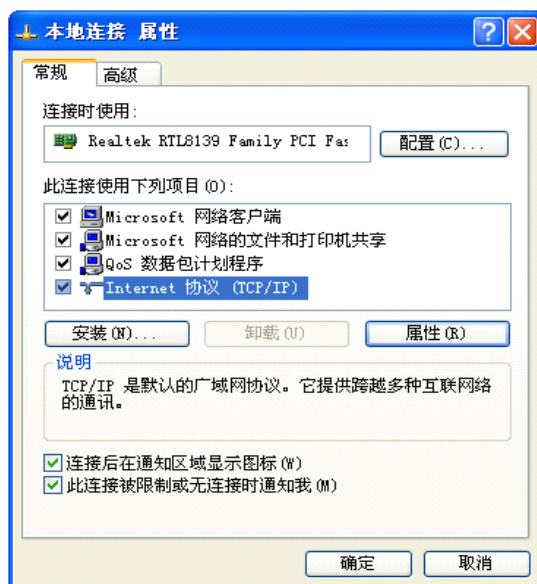 本地连接 属性
常规 高级
连接时使用:
Realtek RTL8139 Family PCI Fas
配置(C)...
此连接使用下列项目(O):
Microsoft 网络客户端
Microsoft 网络的文件和打印机共享
QoS 数据包计划程序
Internet 协议 (TCP/IP)
安装(N)... 卸载(U) 属性(R)
说明
TCP/IP 是默认的广域网协议。它提供跨越多种互联网络
的通讯。
连接后在通知区域显示图标(W)
此连接被限制或无连接时通知我(M)
确定 取消